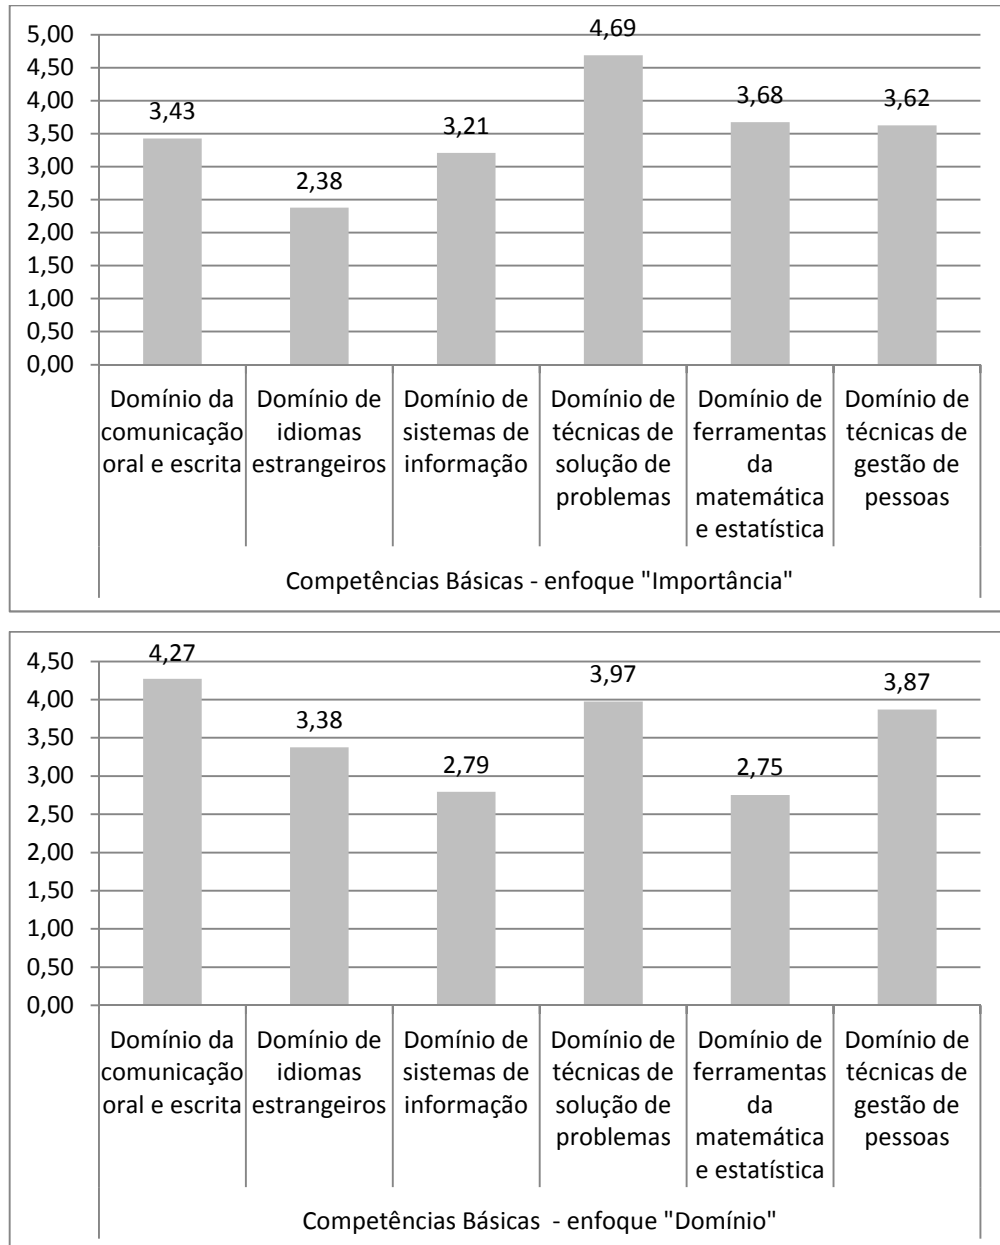 4,69
5,00
4,50
3,68
3,62
4,00
3,43
3,21
3,50
3,00
2,38
2,50
2,00
1,50
1,00
0,50
0,00
Domínio da comunicação oral e escrita
Domínio de idiomas estrangeiros
Domínio de sistemas de informação
Domínio de técnicas de solução de problemas
Domínio de ferramentas da matemática e estatística
Domínio de técnicas de gestão de pessoas
Competências Básicas - enfoque "Importância"
4,27
4,50
3,97
3,87
4,00
3,38
3,50
2,79
2,75
3,00
2,50
2,00
1,50
1,00
0,50
0,00
Domínio da comunicação oral e escrita
Domínio de idiomas estrangeiros
Domínio de sistemas de informação
Domínio de técnicas de solução de problemas
Domínio de ferramentas da matemática e estatística
Domínio de técnicas de gestão de pessoas
Competências Básicas - enfoque "Domínio"